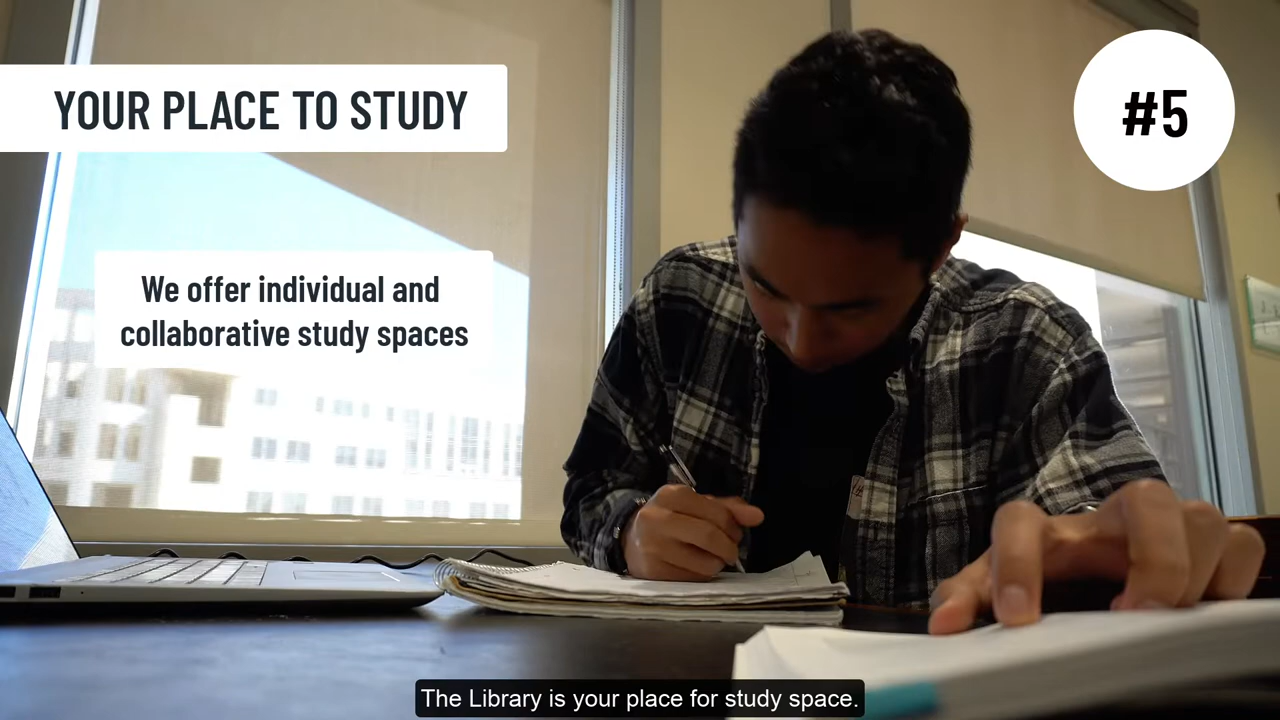 YOUR PLACE TO STUDY
#5
We offer individual and
collaborative study spaces
The Library is your place for study space.